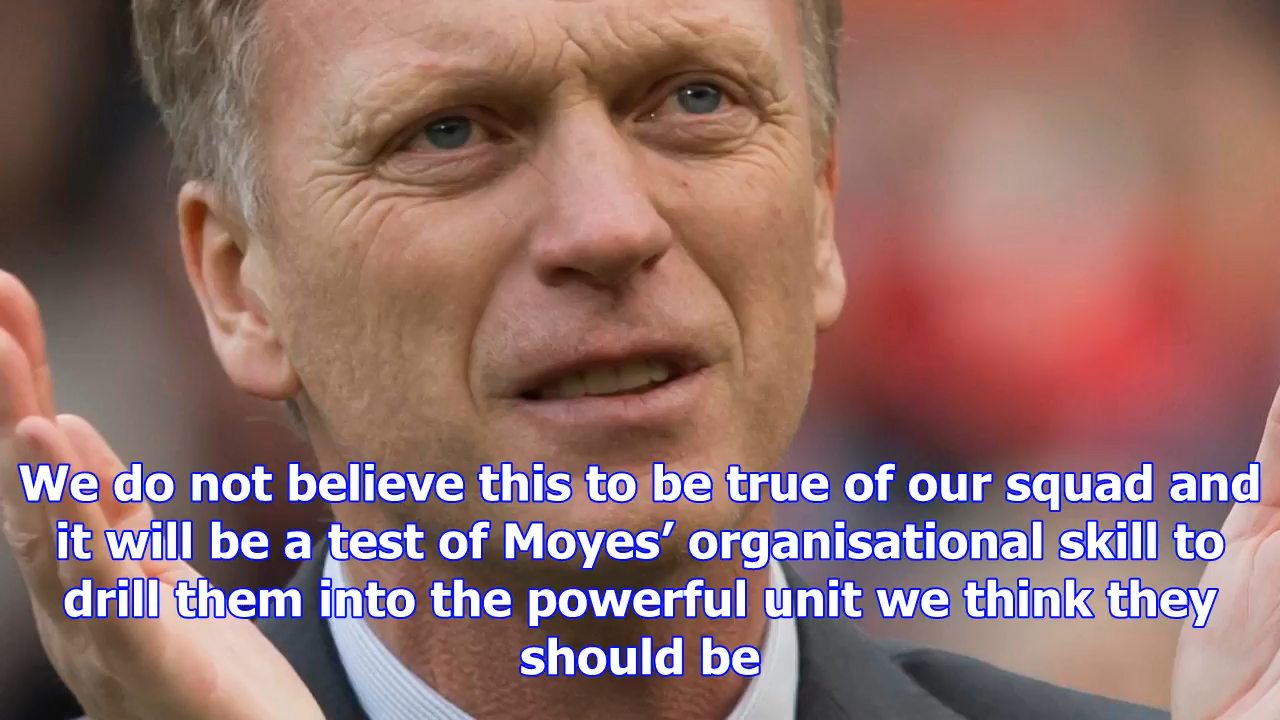 We do not believe this to be true of our squad and
it will be a test of Moyes’ organisational skill to
drill them into the powerful unit we think they
should be